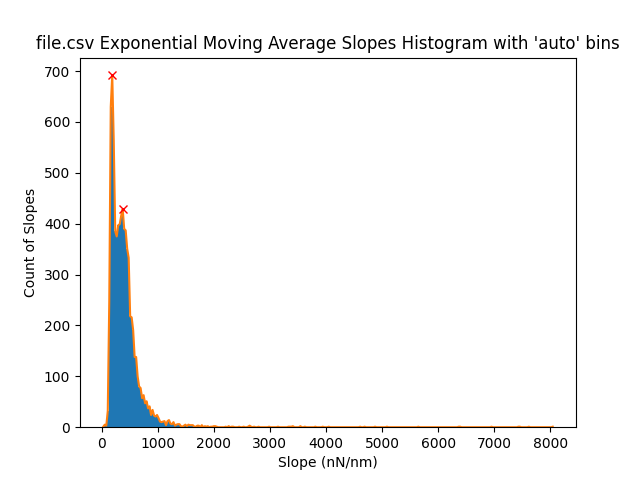 file.csv Exponential Moving Average Slopes Histogram with 'auto' bins
700
600
500
400
300
200
100
0
Count of Slopes
0 1000 2000 3000 4000 5000 6000 7000 8000
Slope (nN/nm)